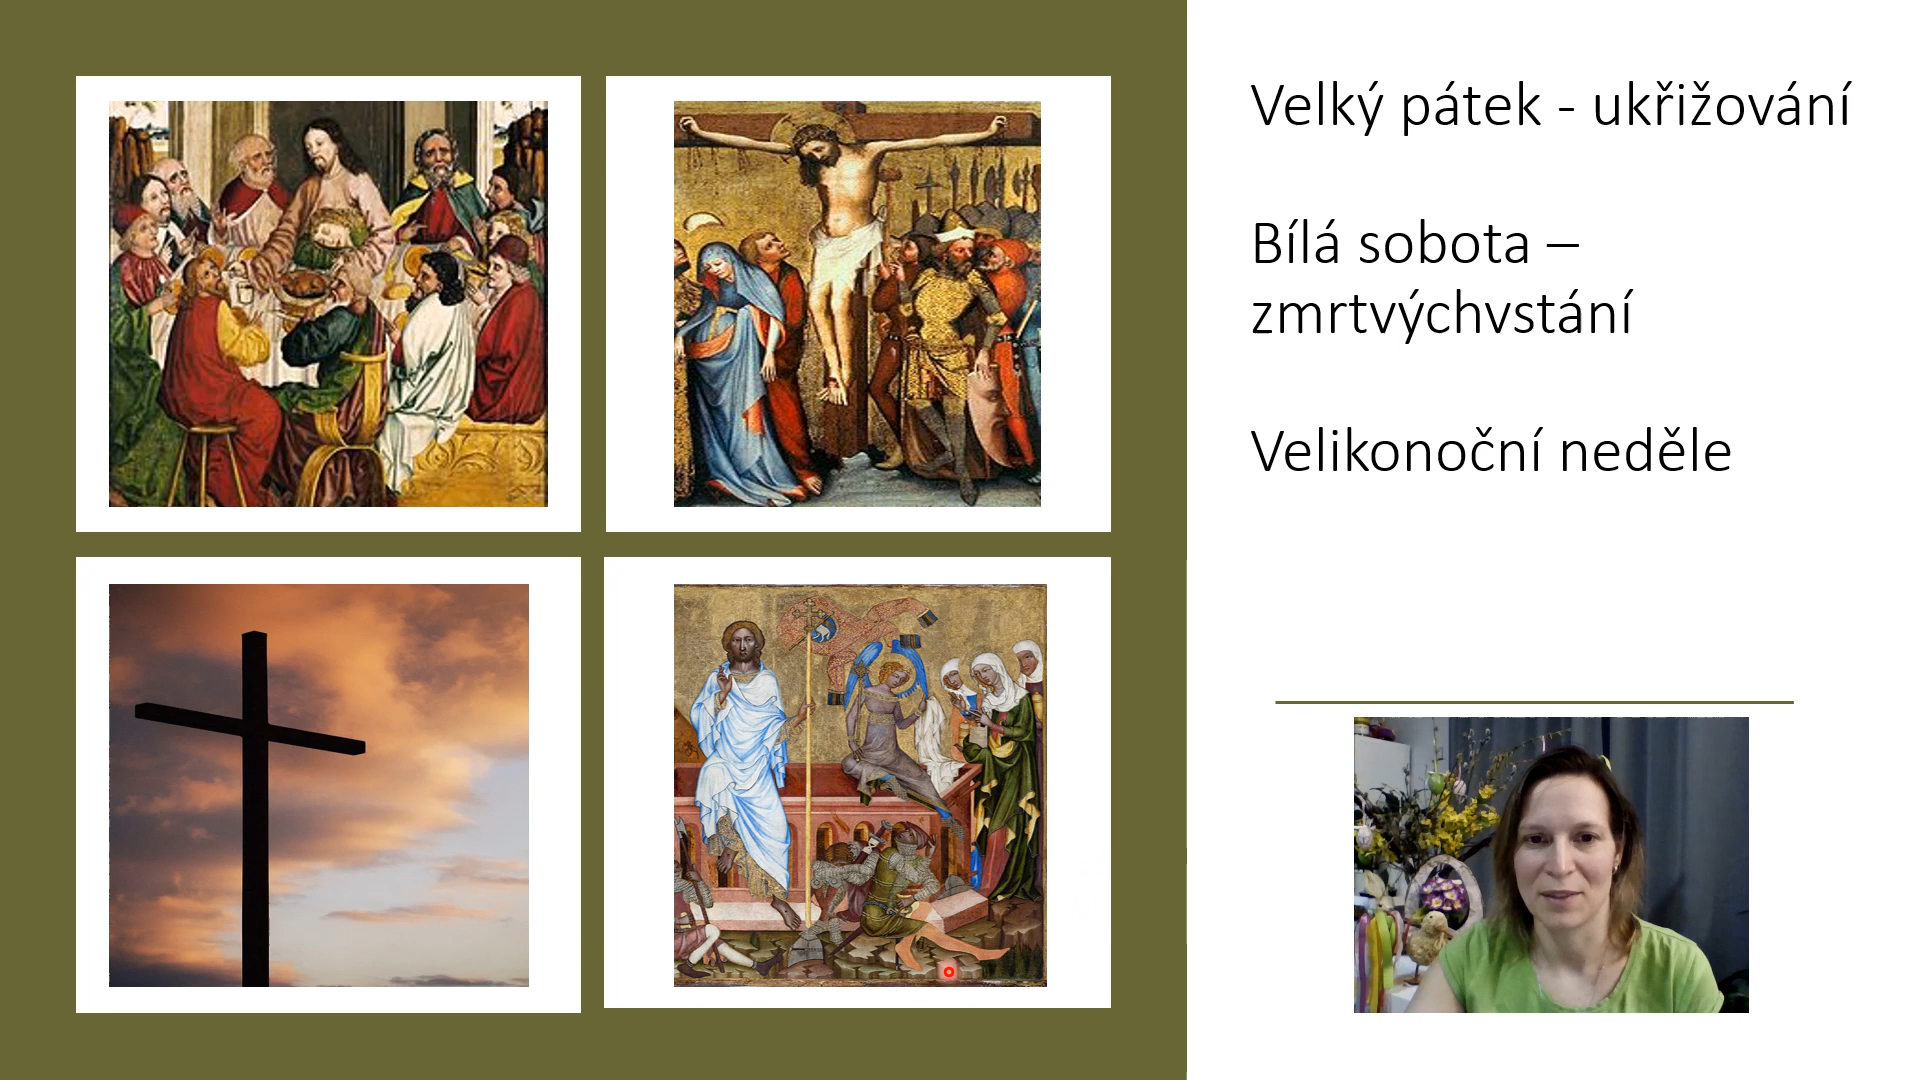 Velký pátek - ukřižování
Bílá sobota –
zmrtvýchvstání
Velikonoční neděle